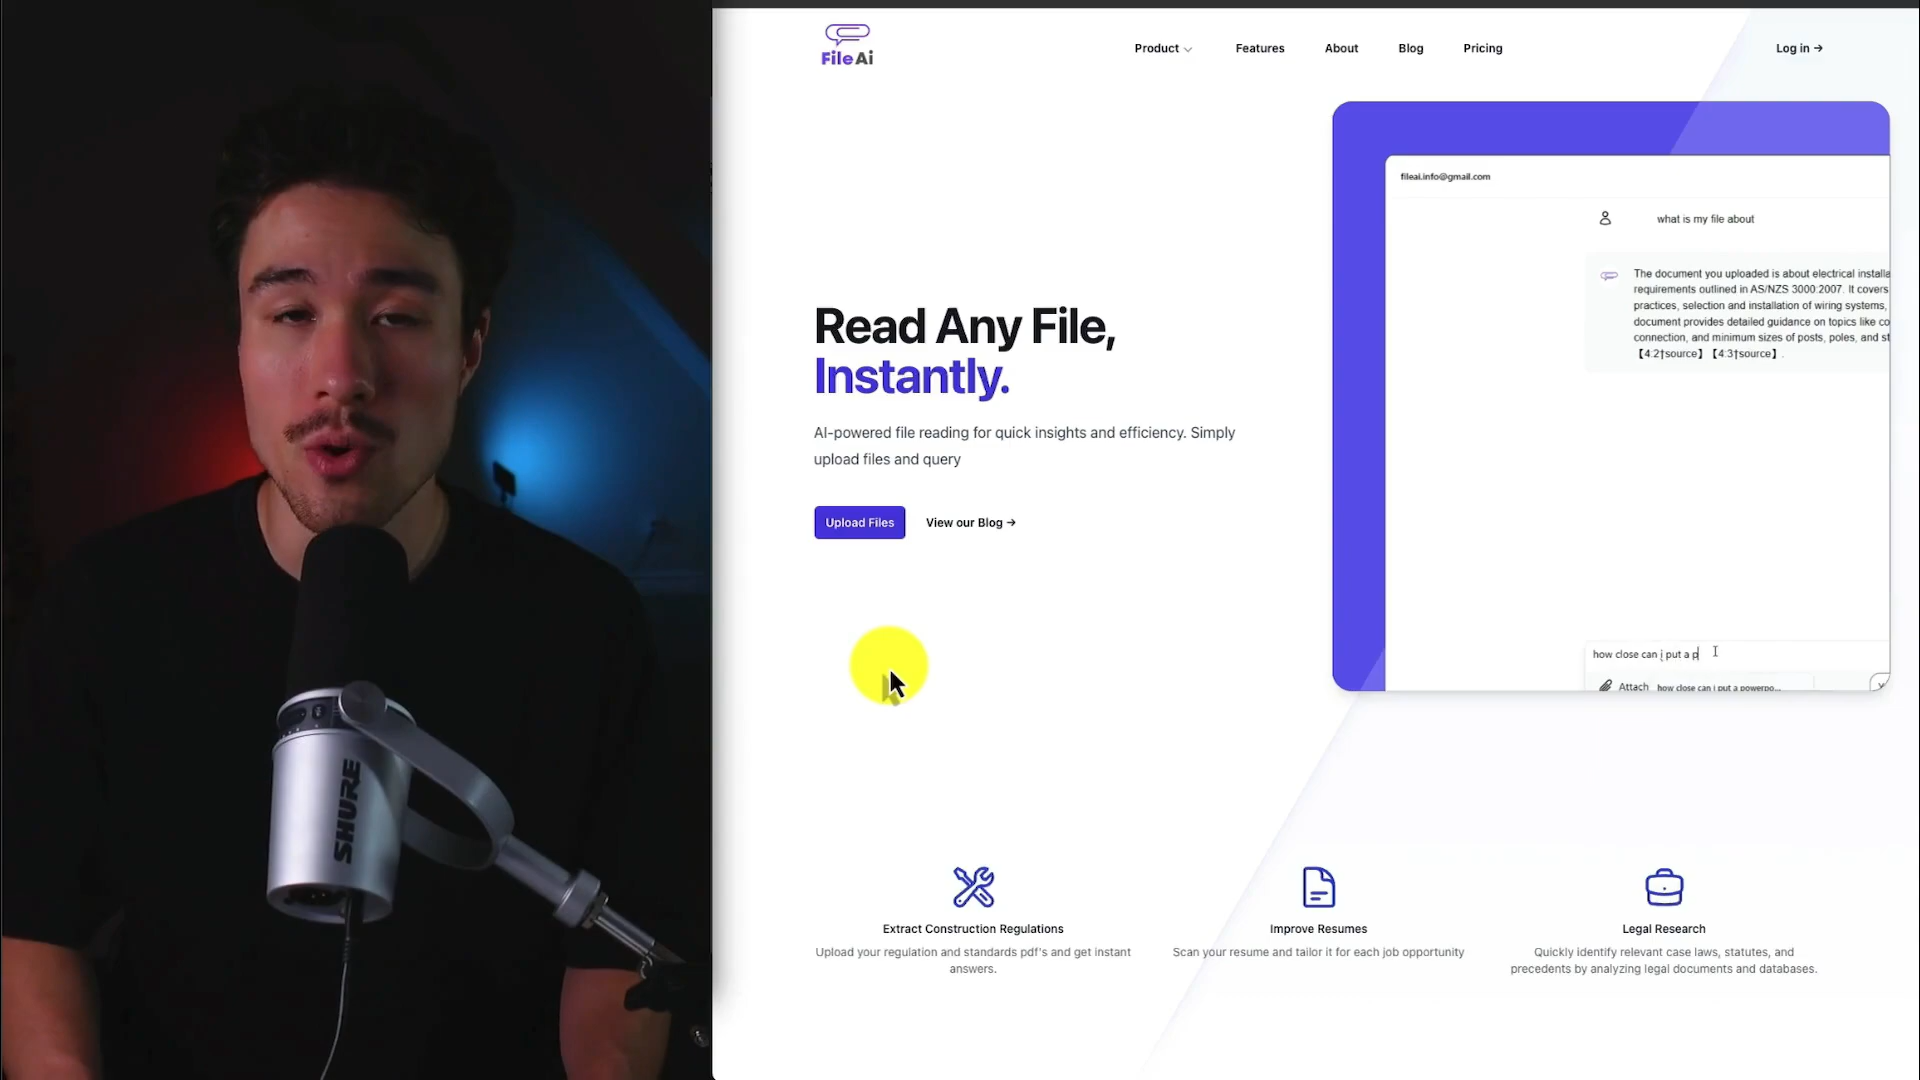 FileAi
Product
Features
About
Blog
Pricing
Log in →
fileai.info@gmail.com
what is my file about
The document you uploaded is about electrical installa
requirements outlined in AS/NZS 3000:2007. It covers
practices, selection and installation of wiring systems,
document provides detailed guidance on topics like co
connection, and minimum sizes of posts, poles, and st
【4:2†source】【4:3†source】.
Read Any File,
Instantly.
AI-powered file reading for quick insights and efficiency. Simply
upload files and query
Upload Files
View our Blog →
how close can i put a p
Attach
how close can i put a powerpo...
SHURE
Extract Construction Regulations
Upload your regulation and standards pdf's and get instant
answers.
Improve Resumes
Scan your resume and tailor it for each job opportunity
Legal Research
Quickly identify relevant case laws, statutes, and
precedents by analyzing legal documents and databases.